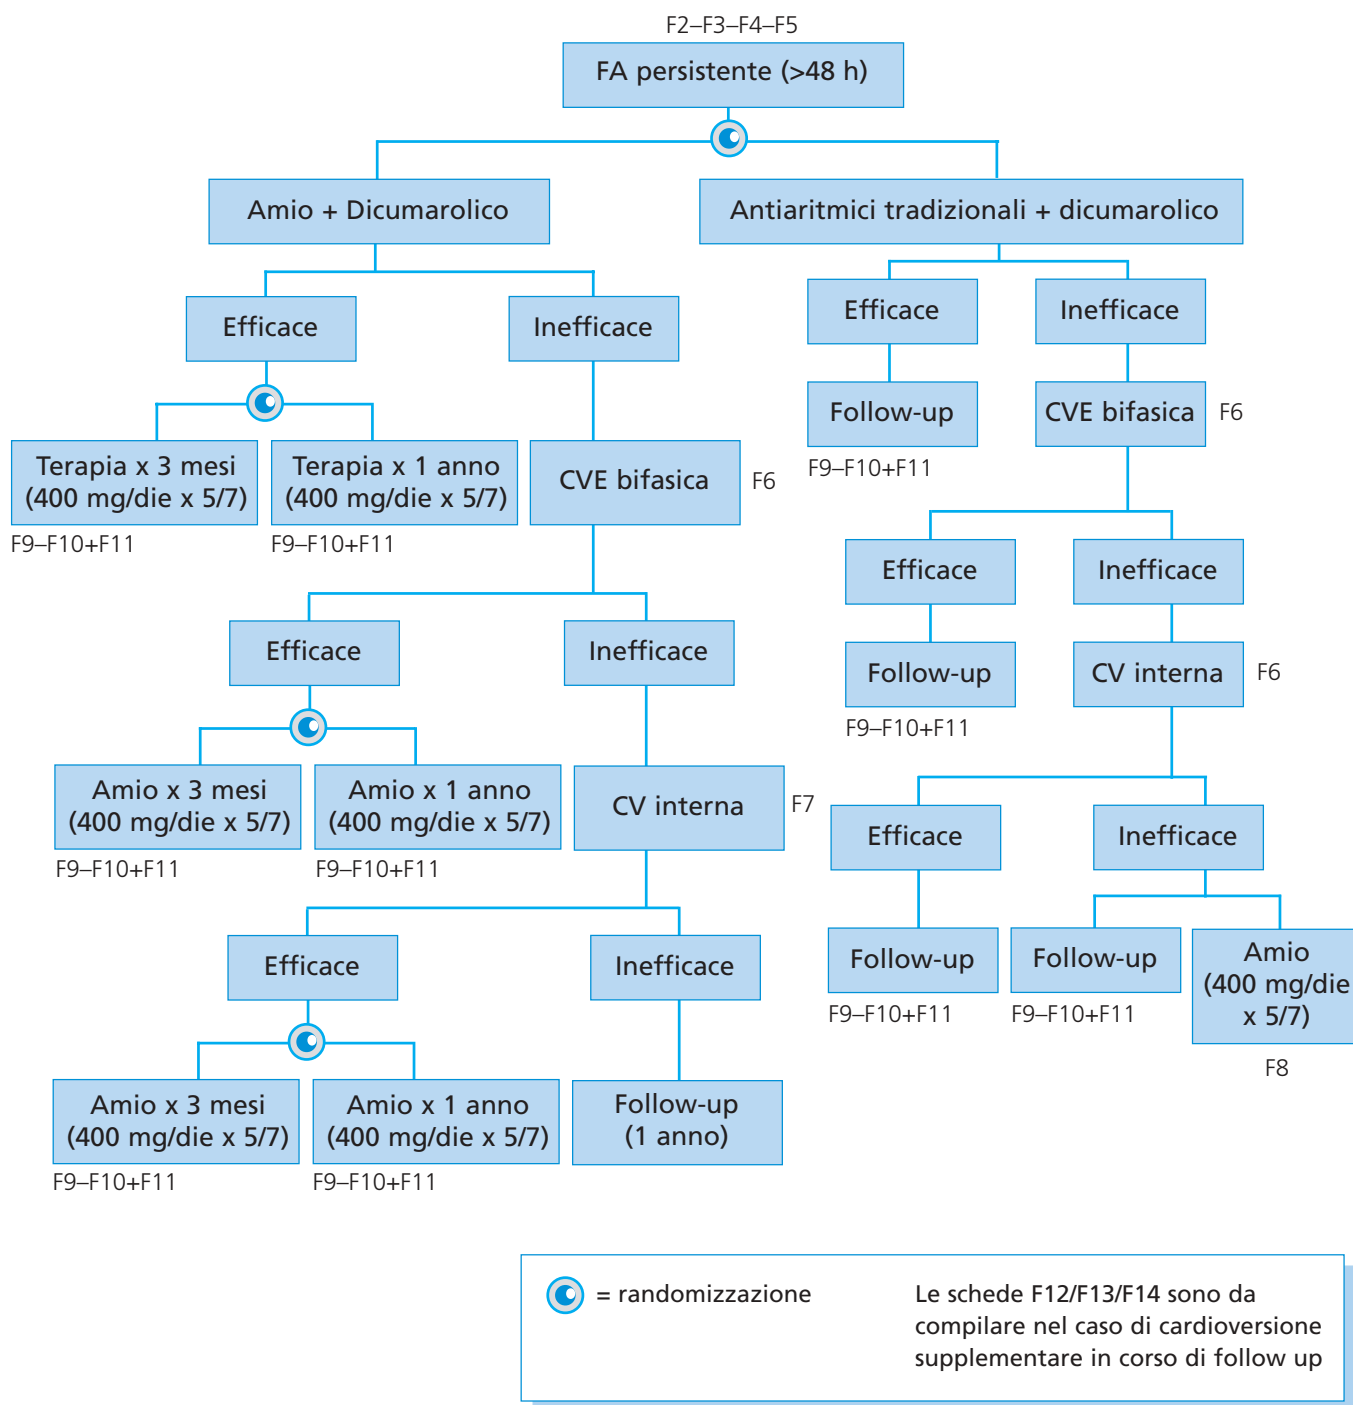 F2–F3–F4–F5
FA persistente (>48 h)
Amio + Dicumarolico
Antiaritmici tradizionali + dicumarolico
Efficace
Inefficace
Efficace
Inefficace
Follow-up
CVE bifasica
F6
F9–F10+F11
Terapia x 3 mesi
(400 mg/die x 5/7)
Terapia x 1 anno
(400 mg/die x 5/7)
CVE bifasica
F6
F9–F10+F11
F9–F10+F11
Efficace
Inefficace
Efficace
Inefficace
Follow-up
CV interna
F6
F9–F10+F11
Amio x 3 mesi
(400 mg/die x 5/7)
Amio x 1 anno
(400 mg/die x 5/7)
CV interna
F7
F9–F10+F11
F9–F10+F11
Efficace
Inefficace
Efficace
Inefficace
Follow-up
Follow-up
Amio
(400 mg/die
x 5/7)
F9–F10+F11
F9–F10+F11
F8
Amio x 3 mesi
(400 mg/die x 5/7)
Amio x 1 anno
(400 mg/die x 5/7)
Follow-up
(1 anno)
F9–F10+F11
F9–F10+F11
= randomizzazione
Le schede F12/F13/F14 sono da
compilare nel caso di cardioversione
supplementare in corso di follow up